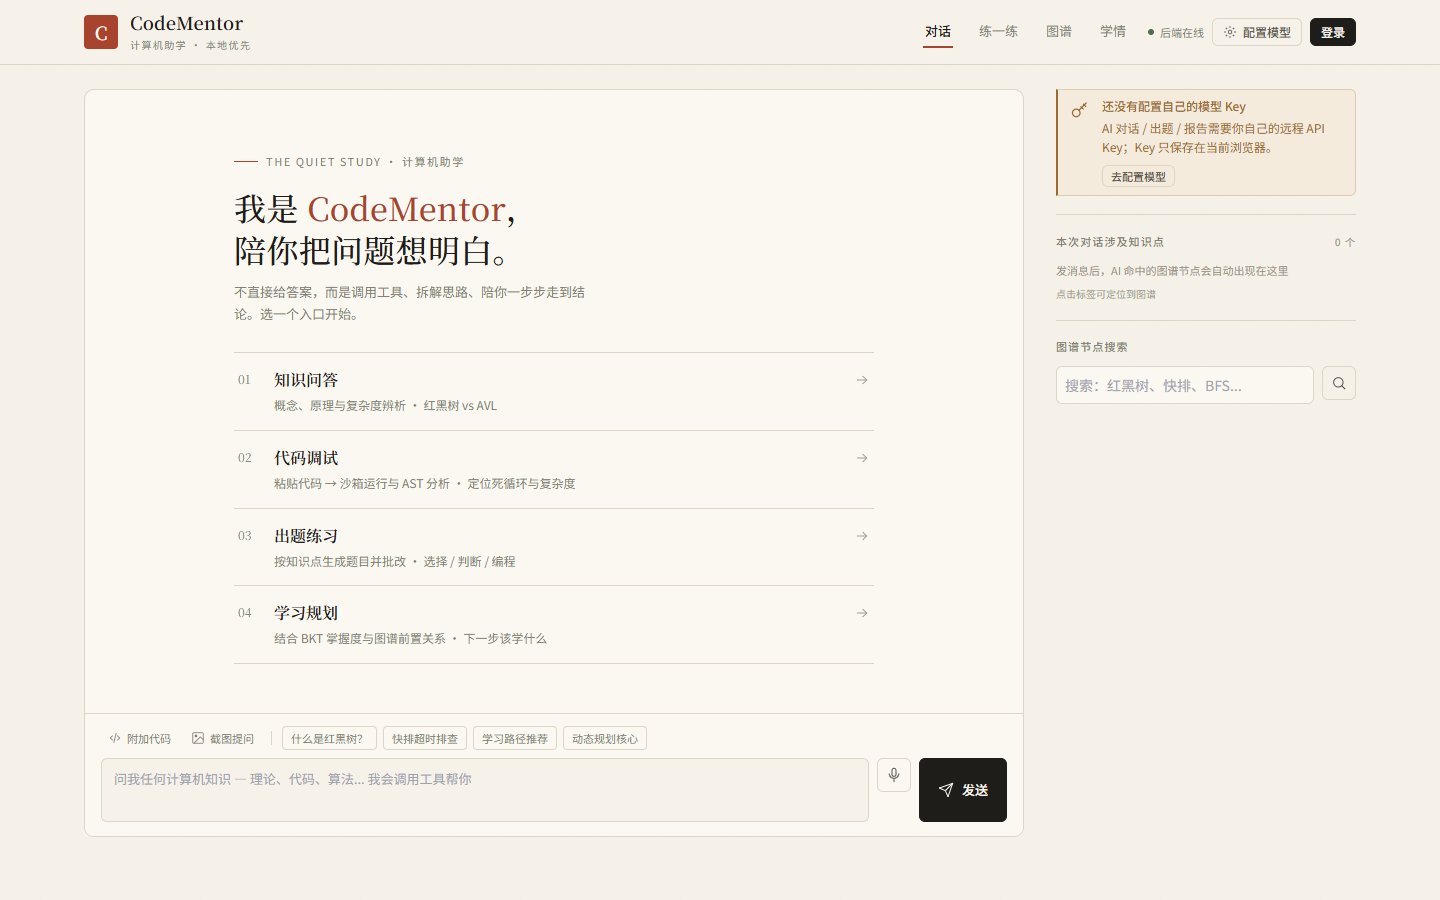 C
CodeMentor
计算机助学 · 本地优先
对话
练一练
图谱
学情
后端在线
配置模型
登录
THE QUIET STUDY · 计算机助学
我是 CodeMentor，
陪你把问题想明白。
不直接给答案，而是调用工具、拆解思路、陪你一步步走到结
论。选一个入口开始。
01 知识问答
概念、原理与复杂度辨析 · 红黑树 vs AVL
02 代码调试
粘贴代码 → 沙箱运行与 AST 分析 · 定位死循环与复杂度
03 出题练习
按知识点生成题目并批改 · 选择 / 判断 / 编程
04 学习规划
结合 BKT 掌握度与图谱前置关系 · 下一步该学什么
附加代码
截图提问
什么是红黑树？
快排超时排查
学习路径推荐
动态规划核心
问我任何计算机知识 — 理论、代码、算法... 我会调用工具帮你
发送
还没有配置自己的模型 Key
AI 对话 / 出题 / 报告需要你自己的远程 API
Key；Key 只保存在当前浏览器。
去配置模型
本次对话涉及知识点
0 个
发消息后，AI 命中的图谱节点会自动出现在这里
点击标签可定位到图谱
图谱节点搜索
搜索：红黑树、快排、BFS...